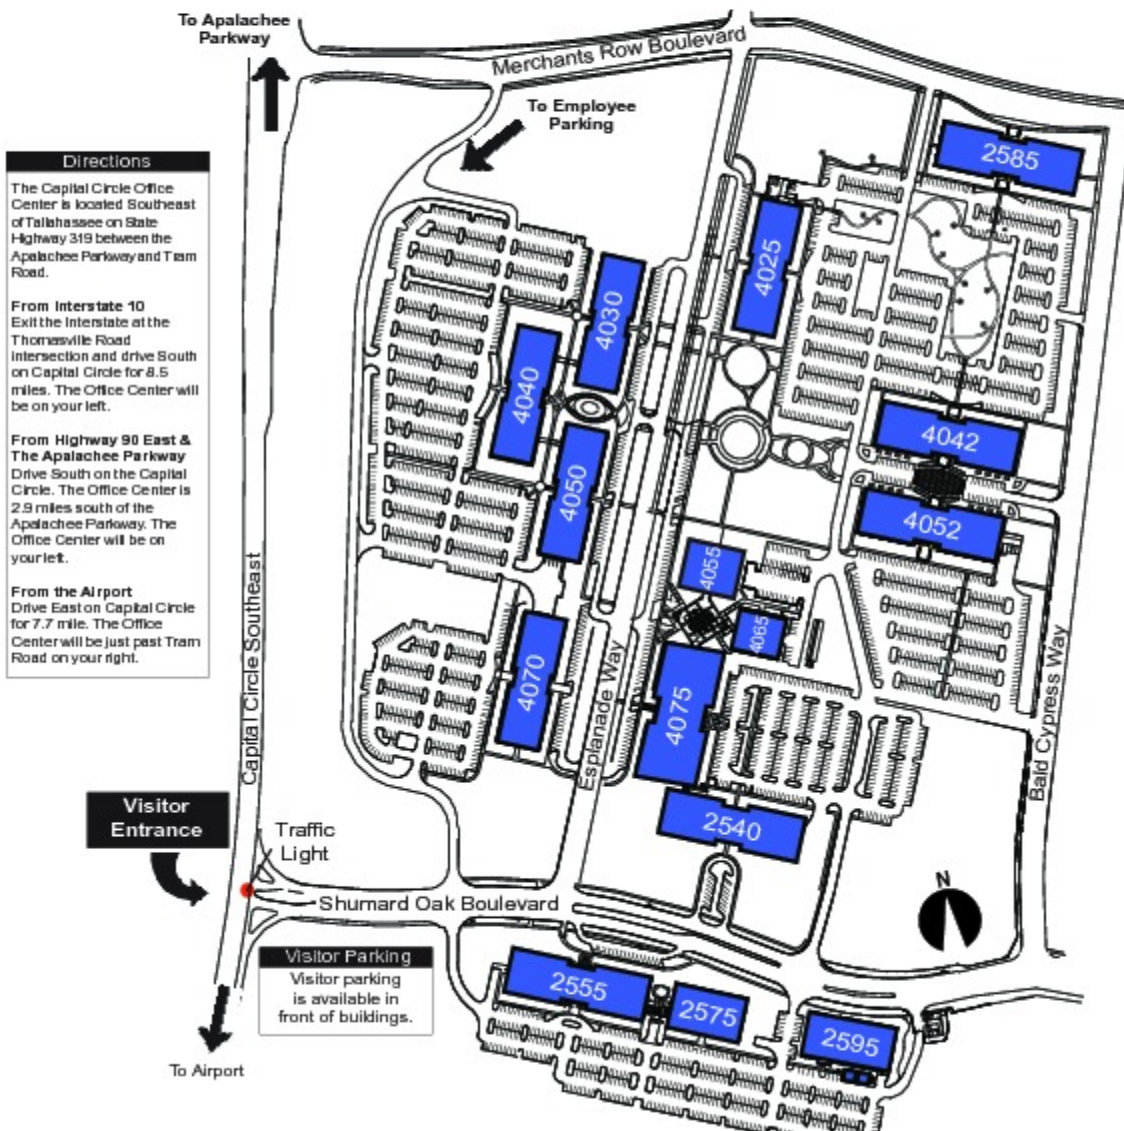 To Apalachee
Parkway
Merchants Row Boulevard
To Employee
Parking
Directions
The Capital Circle Office
Center is located Southeast
of Tallahassee on State
Highway 319 between the
Apalachee Parkway and Tram
Road.
From Interstate 10
Exit the Interstate at the
Thomasville Road
intersection and drive South
on Capital Circle for 8.5
miles. The Office Center will
be on your left.
From Highway 90 East &
The Apalachee Parkway
Drive South on the Capital
Circle. The Office Center is
2.9 miles south of the
Apalachee Parkway. The
Office Center will be on
your left.
From the Airport
Drive East on Capital Circle
for 7.7 mile. The Office
Center will be just past Tram
Road on your right.
2585
4025
4030
4040
4042
4050
4052
4055
4065
4070
4075
Capital Circle Southeast
Esplanade Way
Bald Cypress Way
Visitor
Entrance
Traffic
Light
2540
Shumard Oak Boulevard
N
Visitor Parking
Visitor parking
is available in
front of buildings.
2555
2575
2595
To Airport